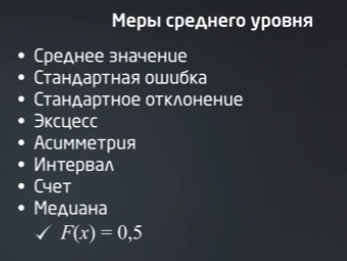 Меры среднего уровня
• Среднее значение
• Стандартная ошибка
• Стандартное отклонение
• Эксцесс
• Асимметрия
• Интервал
• Счет
• Медиана
✓ F(x) = 0,5